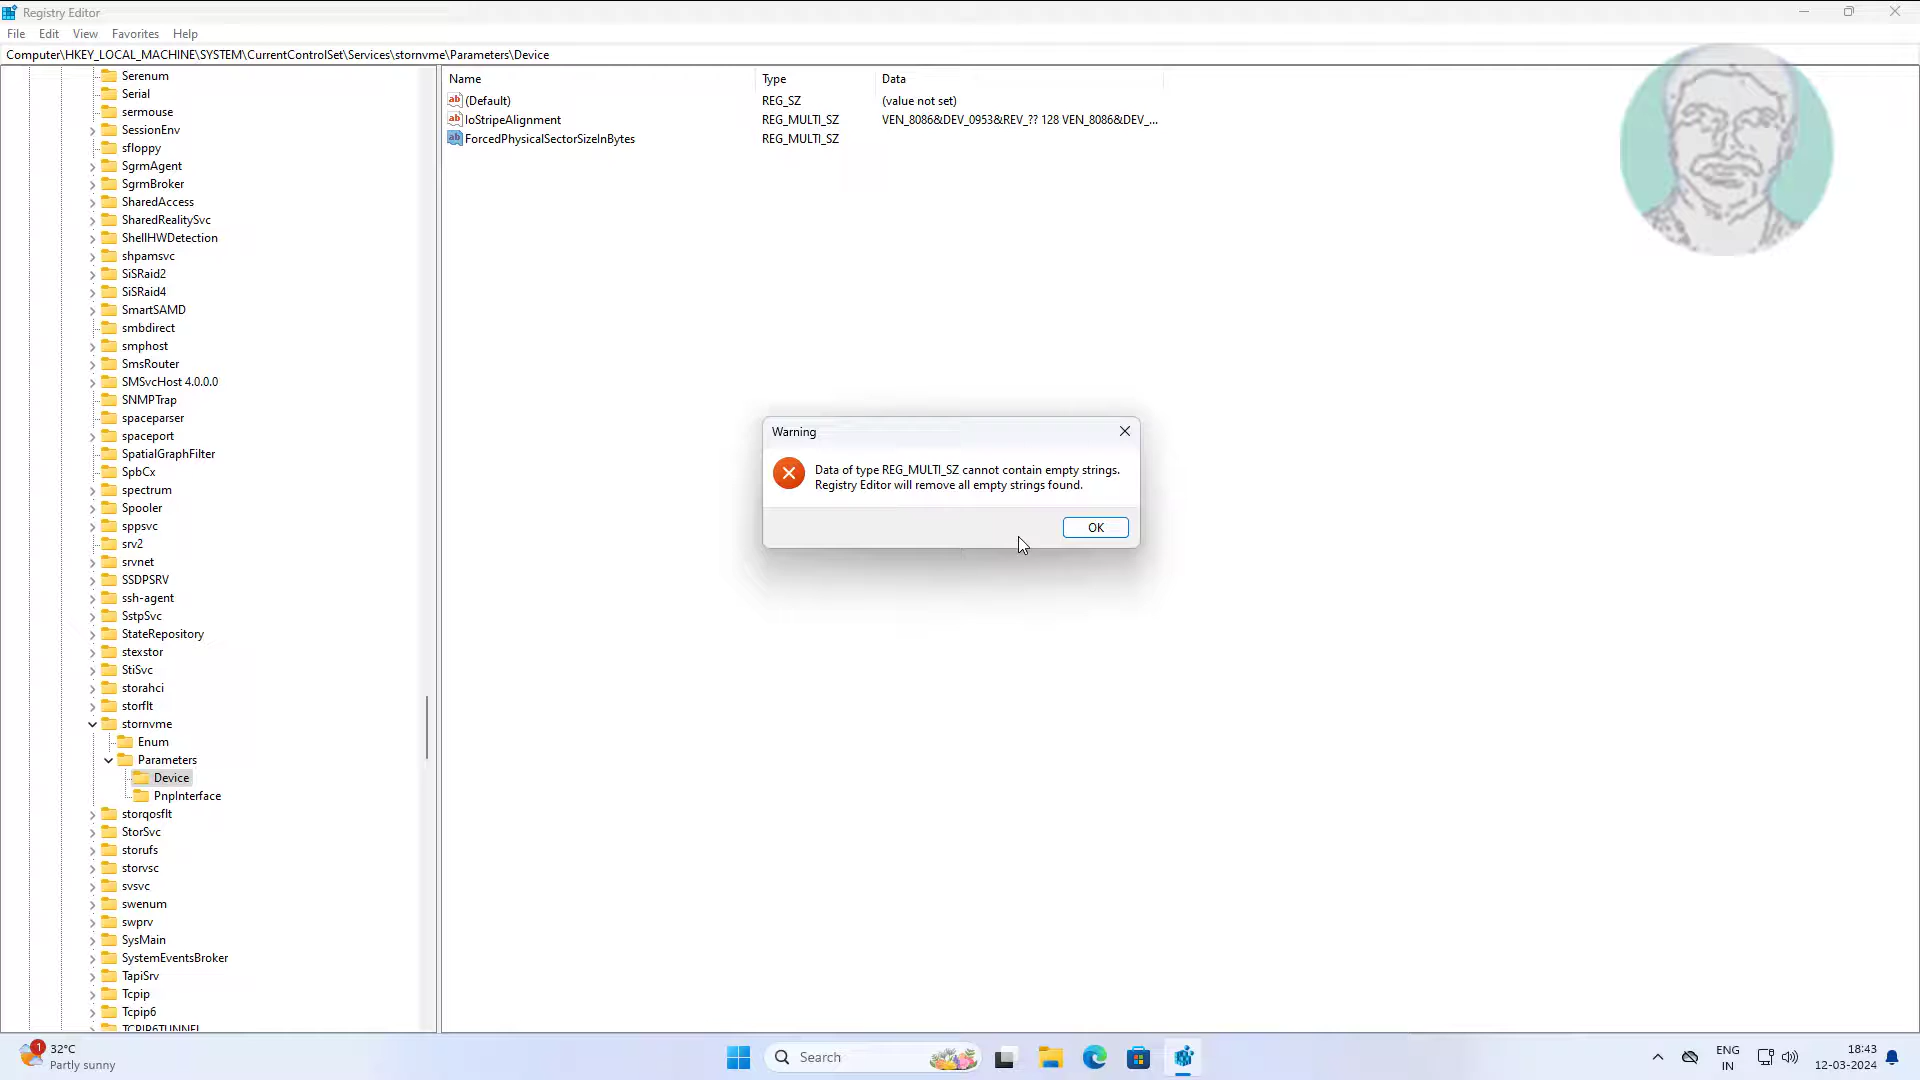 Registry Editor
File Edit View Favorites Help
Computer\HKEY_LOCAL_MACHINE\SYSTEM\CurrentControlSet\Services\stornvme\Parameters\Device
Serenum
Serial
sermouse
SessionEnv
sfloppy
SgrmAgent
SgrmBroker
SharedAccess
SharedRealitySvc
ShellHWDetection
shpamsvc
SiSRaid2
SiSRaid4
SmartSAMD
smbdirect
smphost
SmsRouter
SMSvcHost 4.0.0.0
SNMPTrap
spaceparser
spaceport
SpatialGraphFilter
SpbCx
spectrum
Spooler
sppsvc
srv2
srvnet
SSDPSRV
ssh-agent
SstpSvc
StateRepository
stexstor
StiSvc
storahci
storflt
stornvme
Enum
Parameters
Device
PnpInterface
storqosflt
StorSvc
storufs
storvsc
svsvc
swenum
swprv
SysMain
SystemEventsBroker
TapiSrv
Tcpip
Tcpip6
TCPIP6TUNNEL
Name Type Data
(Default) REG_SZ (value not set)
IoStripeAlignment REG_MULTI_SZ VEN_8086&DEV_0953&REV_?? 128 VEN_8086&DEV_...
ForcedPhysicalSectorSizeInBytes REG_MULTI_SZ
Warning
Data of type REG_MULTI_SZ cannot contain empty strings.
Registry Editor will remove all empty strings found.
OK
1
32°C
Partly sunny
Search
ENG
IN
18:43
12-03-2024